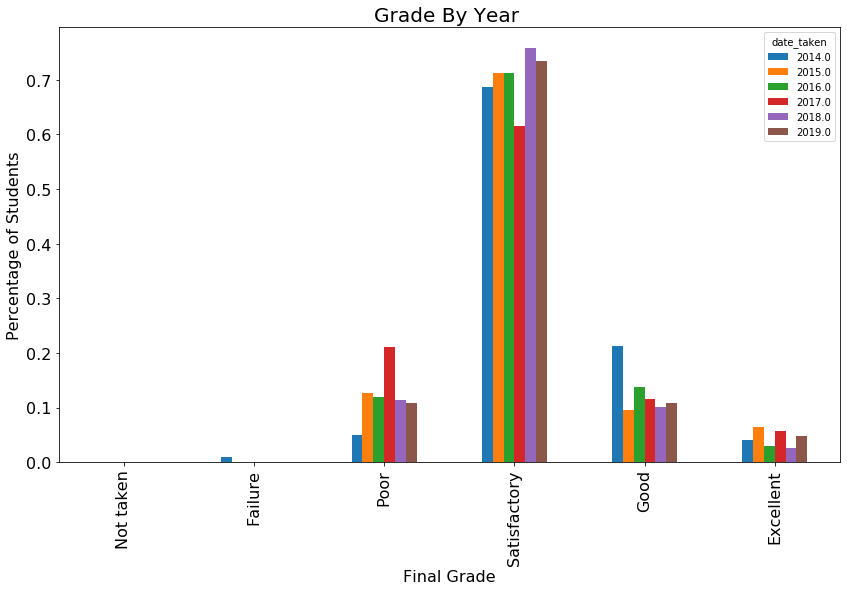 Grade By Year
date_taken
2014.0
2015.0
2016.0
2017.0
2018.0
2019.0
Percentage of Students
0.7
0.6
0.5
0.4
0.3
0.2
0.1
0.0
Not taken
Failure
Poor
Satisfactory
Good
Excellent
Final Grade